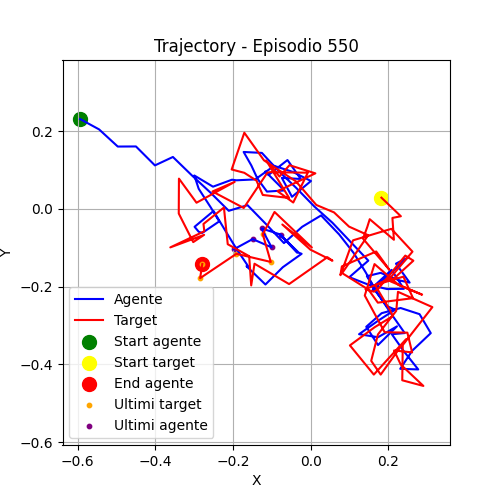 Trajectory - Episodio 550
Y
0.2
0.0
−0.2
−0.4
−0.6
Agente
Target
Start agente
Start target
End agente
Ultimi target
Ultimi agente
−0.6 −0.4 −0.2 0.0 0.2
X